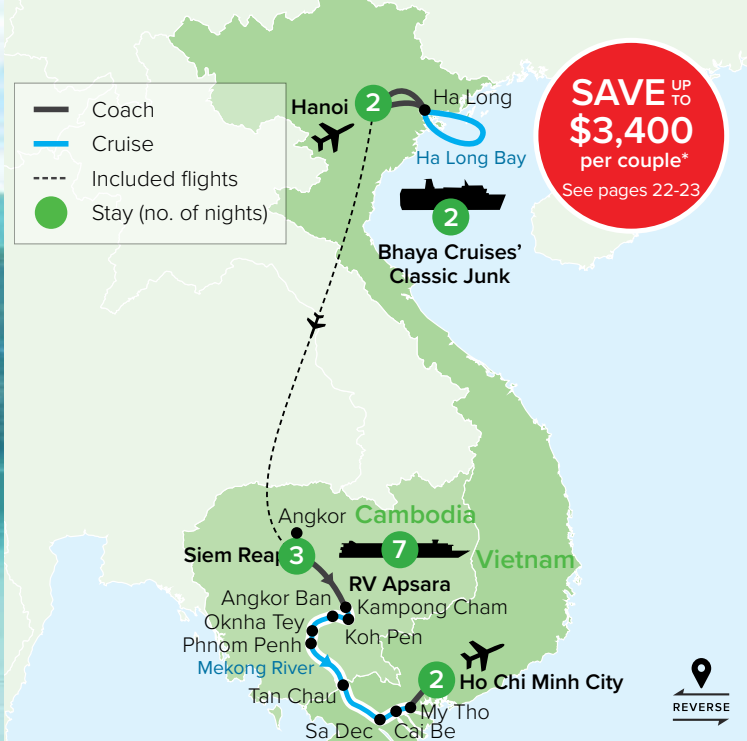 Coach
Cruise
Included flights
Stay (no. of nights)
Hanoi
2
Ha Long
Ha Long Bay
SAVE UP TO
$3,400
per couple*
See pages 22-23
2
Bhaya Cruises’
Classic Junk
Angkor
Cambodia
Siem Reap
3
7
Vietnam
RV Apsara
Angkor Ban
Kampong Cham
Oknha Tey
Koh Pen
Phnom Penh
Mekong River
2
Ho Chi Minh City
Tan Chau
My Tho
Sa Dec
Cai Be
REVERSE